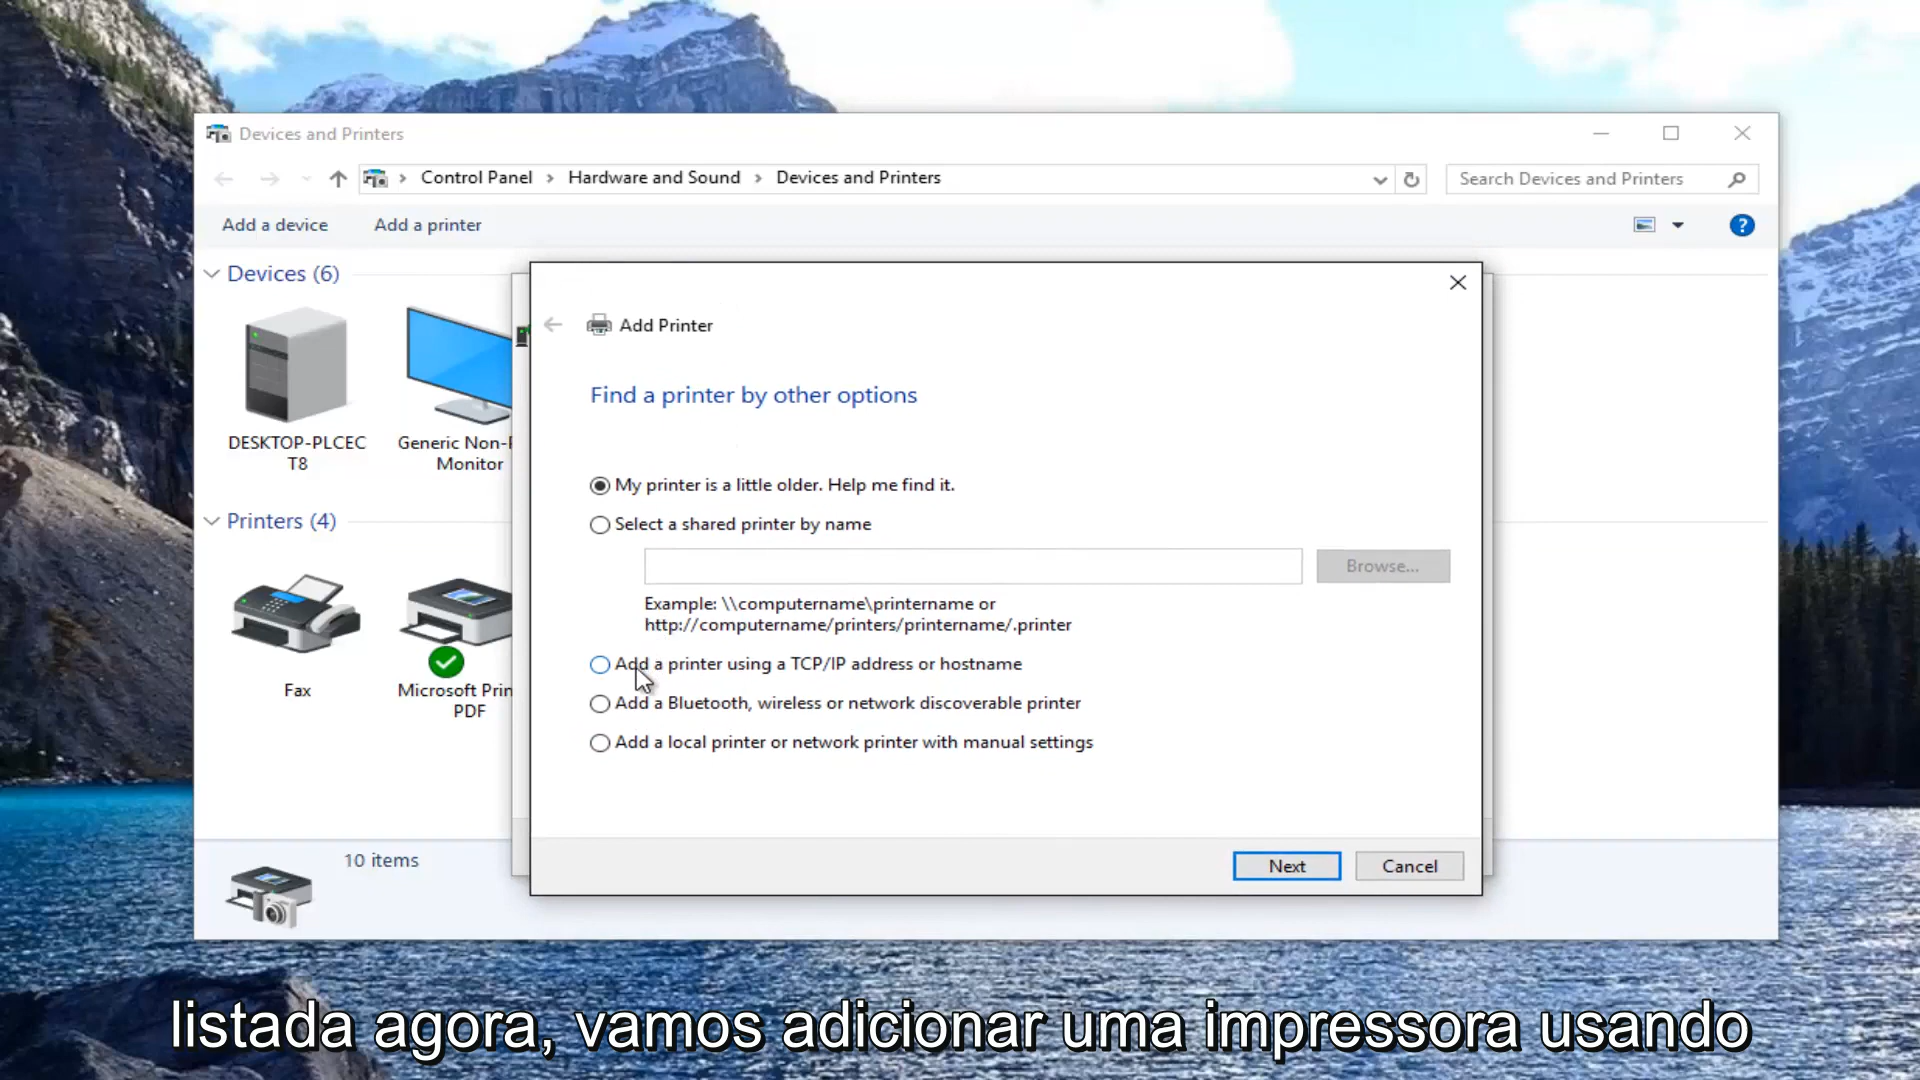 Devices and Printers
Control Panel > Hardware and Sound > Devices and Printers
Search Devices and Printers
Add a device
Add a printer
?
Devices (6)
DESKTOP-PLCEC
T8
Generic Non-
Monitor
Printers (4)
Fax
Microsoft Prin
PDF
10 items
Add Printer
Find a printer by other options
My printer is a little older. Help me find it.
Select a shared printer by name
Browse...
Example: \\computername\printername or
http://computername/printers/printername/.printer
Add a printer using a TCP/IP address or hostname
Add a Bluetooth, wireless or network discoverable printer
Add a local printer or network printer with manual settings
Next
Cancel
listada agora, vamos adicionar uma impressora usando